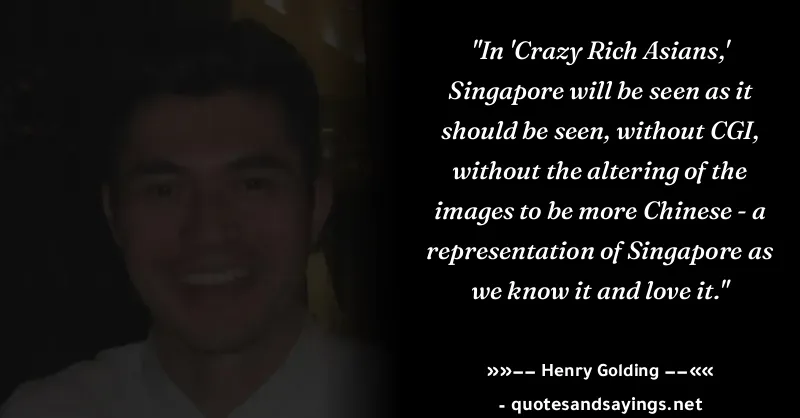 "In 'Crazy Rich Asians,'
Singapore will be seen as it
should be seen, without CGI,
without the altering of the
images to be more Chinese - a
representation of Singapore as
we know it and love it."
»»−− Henry Golding −−««
- quotesandsayings.net